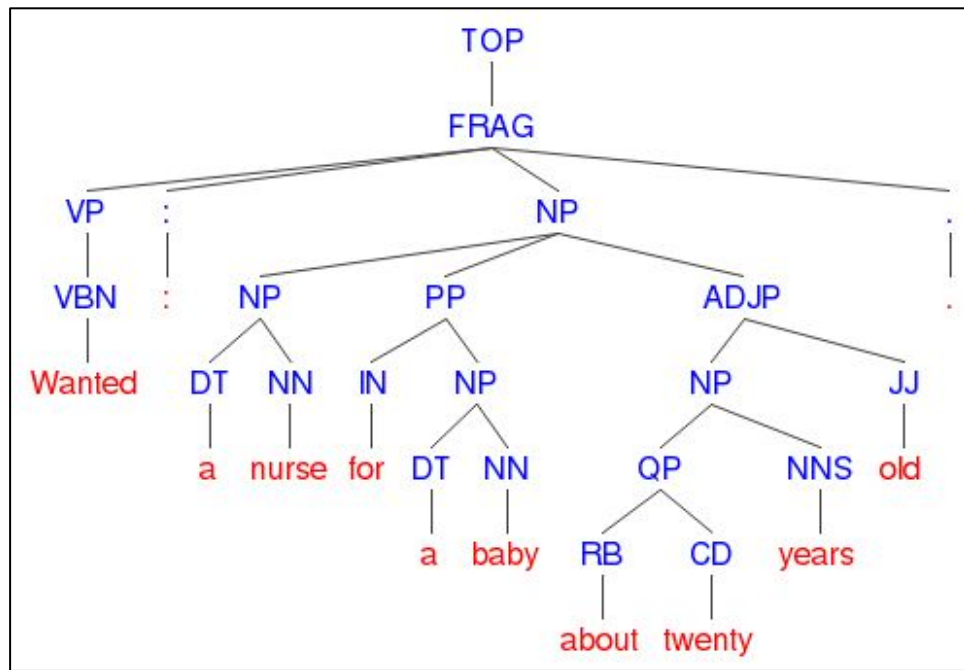 TOP
FRAG
VP : NP .
VBN : NP PP ADJP .
Wanted DT NN IN NP NP JJ
a nurse for DT NN QP NNS old
a baby RB CD years
about twenty